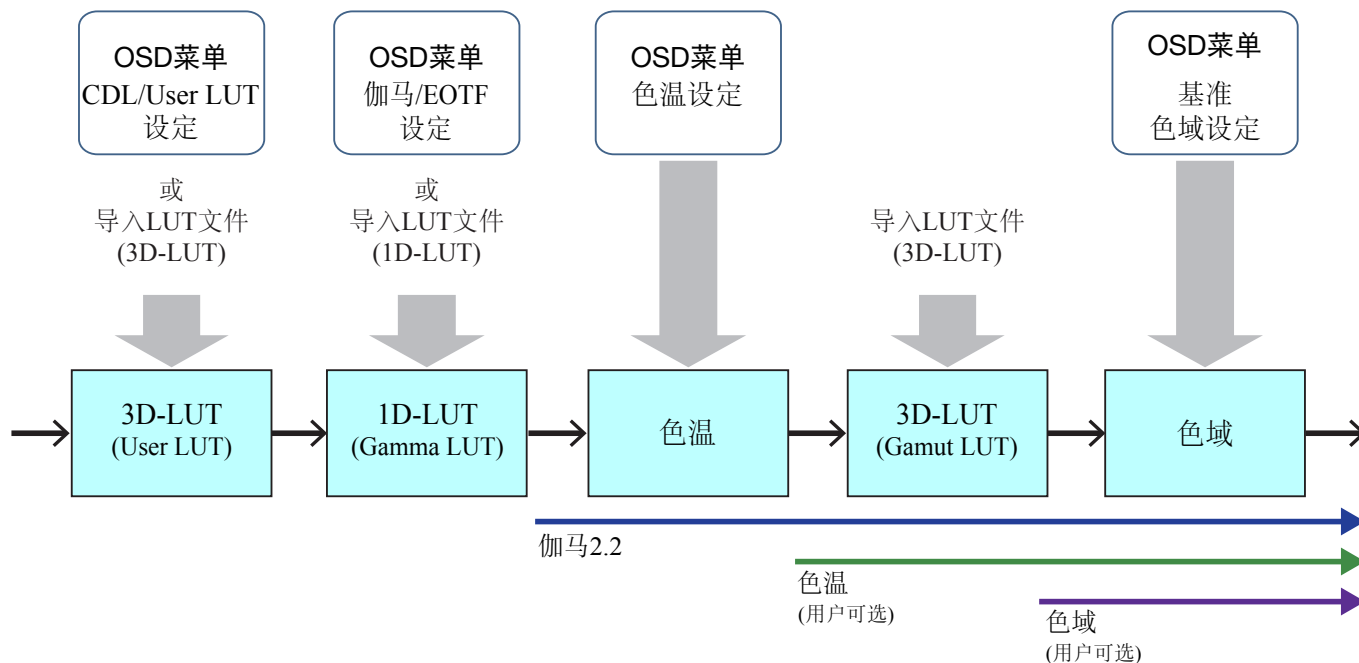 OSD菜单
CDL/User LUT
设定
OSD菜单
伽马/EOTF
设定
OSD菜单
色温设定
OSD菜单
基准
色域设定
或
导入LUT文件
(3D-LUT)
或
导入LUT文件
(1D-LUT)
导入LUT文件
(3D-LUT)
3D-LUT
(User LUT)
1D-LUT
(Gamma LUT)
色温
3D-LUT
(Gamut LUT)
色域
伽马2.2
色温
(用户可选)
色域
(用户可选)